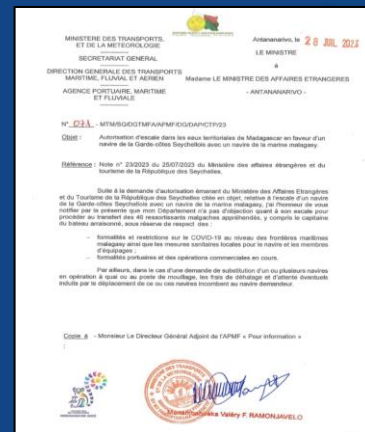 MINISTERE DES TRANSPORTS,
ET DE LA METEOROLOGIE
SECRETARIAT GENERAL
DIRECTION GENERALE DES TRANSPORTS
MARITIME, FLUVIAL ET AERIEN
AGENCE PORTUAIRE, MARITIME
ET FLUVIALE
Antananarivo, le 28 JUIL 2023
LE MINISTRE
à
Madame LE MINISTRE DES AFFAIRES ETRANGERES
- ANTANANARIVO -
N° - MTM/SG/DGTMFA/APMF/DG/DAP/CTP/23
Objet : Autorisation d'escale dans les eaux territoriales de Madagascar en faveur d'un
navire de la Garde-côtes Seychellois avec un navire de la marine malagasy.
Référence : Note n° 23/2023 du 25/07/2023 du Ministère des affaires étrangères et du
tourisme de la République des Seychelles.
Suite à la demande d'autorisation émanant du Ministère des Affaires Etrangères
et du Tourisme de la République des Seychelles citée en objet, relative à l'escale d'un navire
de la Garde-côtes Seychellois avec un navire de la marine malagasy, j'ai l'honneur de vous
notifier par la présente que mon Département n'a pas d'objection quant à son escale pour
procéder au transfert des 48 ressortissants malgaches appréhendés, y compris le capitaine
du bateau arraisonné, sous réserve du respect des :
- formalités et restrictions sur le COVID-19 au niveau des frontières maritimes
malagasy ainsi que les mesures sanitaires locales pour le navire et les membres
d'équipages ;
- formalités portuaires et des opérations commerciales en cours.
Par ailleurs, dans le cas d'une demande de substitution d'un ou plusieurs navires
en opération à quai ou au poste de mouillage, les frais de déhalage et d'attente éventuels
induits par le déplacement de ce ou ces navires incombent au navire demandeur.
Copie à - Monsieur Le Directeur Général Adjoint de l'APMF « Pour information »
:
Valéry F. RAMONJAVELO